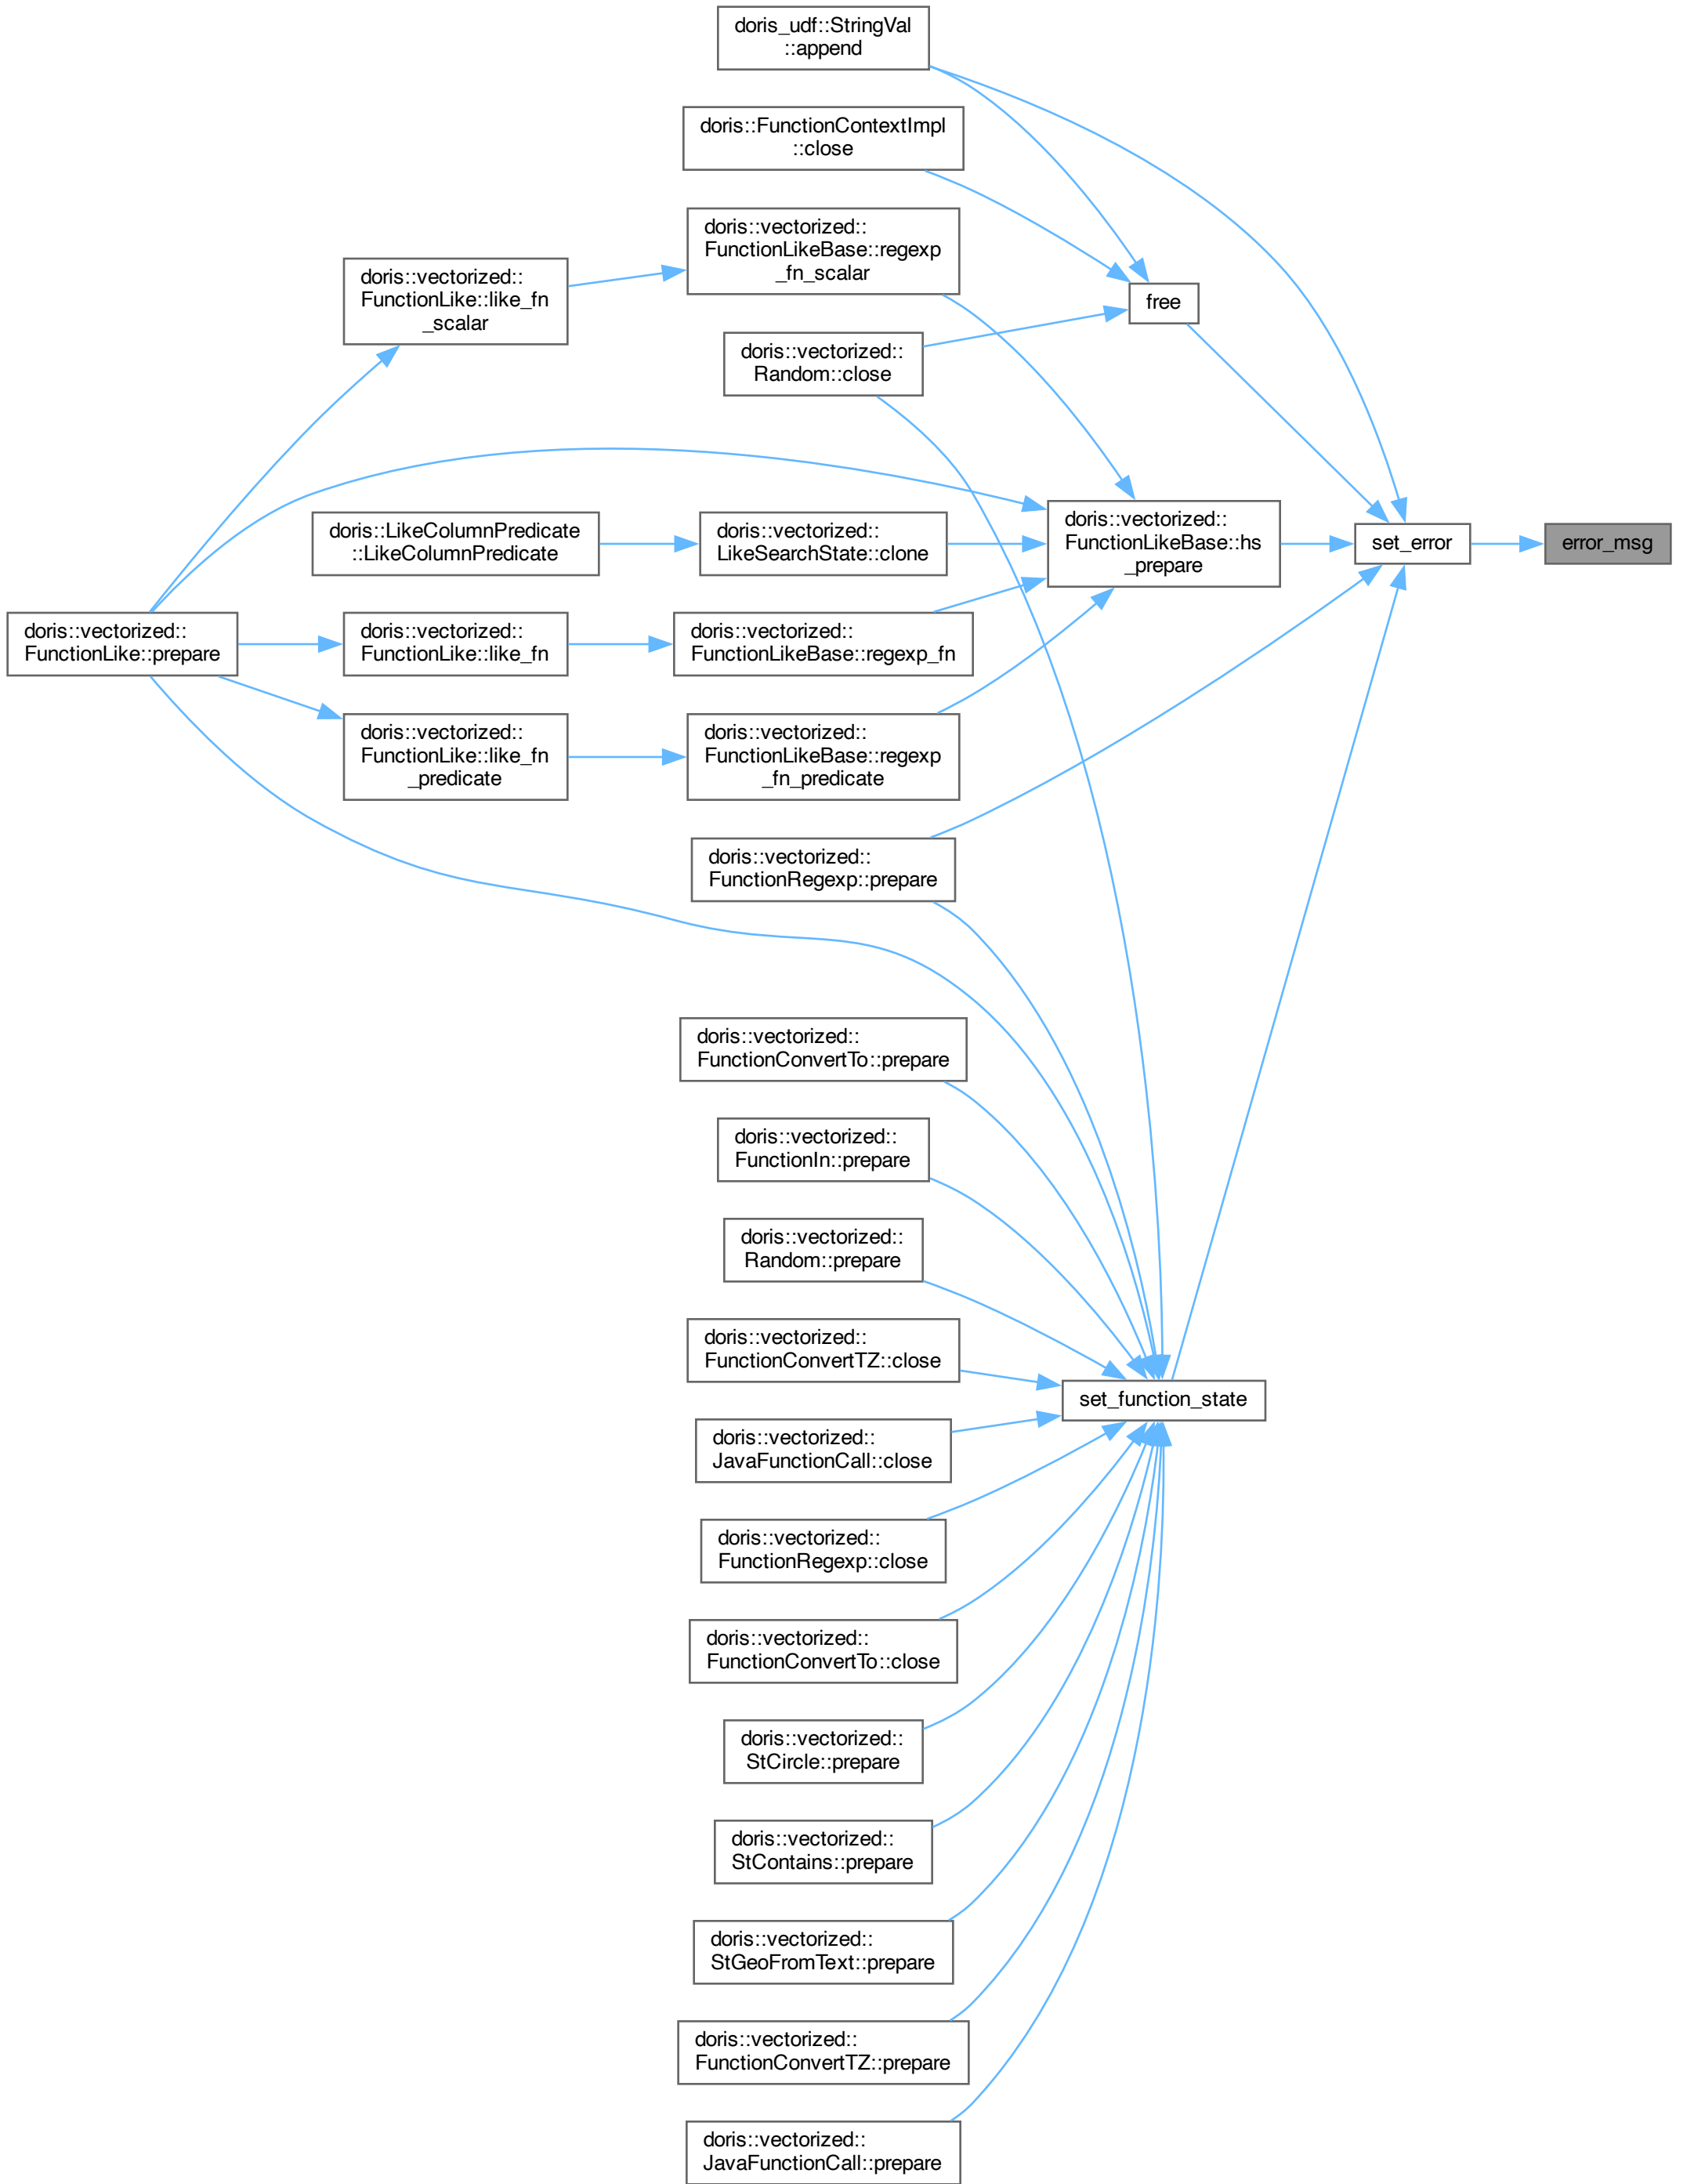 doris_udf::StringVal
::append
doris::FunctionContextImpl
::close
doris::vectorized::
FunctionLikeBase::regexp
_fn_scalar
doris::vectorized::
FunctionLike::like_fn
_scalar
free
doris::vectorized::
Random::close
doris::LikeColumnPredicate
::LikeColumnPredicate
doris::vectorized::
LikeSearchState::clone
doris::vectorized::
FunctionLikeBase::hs
_prepare
set_error
error_msg
doris::vectorized::
FunctionLike::prepare
doris::vectorized::
FunctionLike::like_fn
doris::vectorized::
FunctionLikeBase::regexp_fn
doris::vectorized::
FunctionLike::like_fn
_predicate
doris::vectorized::
FunctionLikeBase::regexp
_fn_predicate
doris::vectorized::
FunctionRegexp::prepare
doris::vectorized::
FunctionConvertTo::prepare
doris::vectorized::
FunctionIn::prepare
doris::vectorized::
Random::prepare
doris::vectorized::
FunctionConvertTZ::close
set_function_state
doris::vectorized::
JavaFunctionCall::close
doris::vectorized::
FunctionRegexp::close
doris::vectorized::
FunctionConvertTo::close
doris::vectorized::
StCircle::prepare
doris::vectorized::
StContains::prepare
doris::vectorized::
StGeoFromText::prepare
doris::vectorized::
FunctionConvertTZ::prepare
doris::vectorized::
JavaFunctionCall::prepare